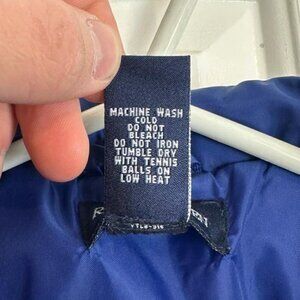 MACHINE WASH
COLD
DO NOT
BLEACH
DO NOT IRON
TUMBLE DRY
WITH TENNIS
BALLS ON
LOW HEAT